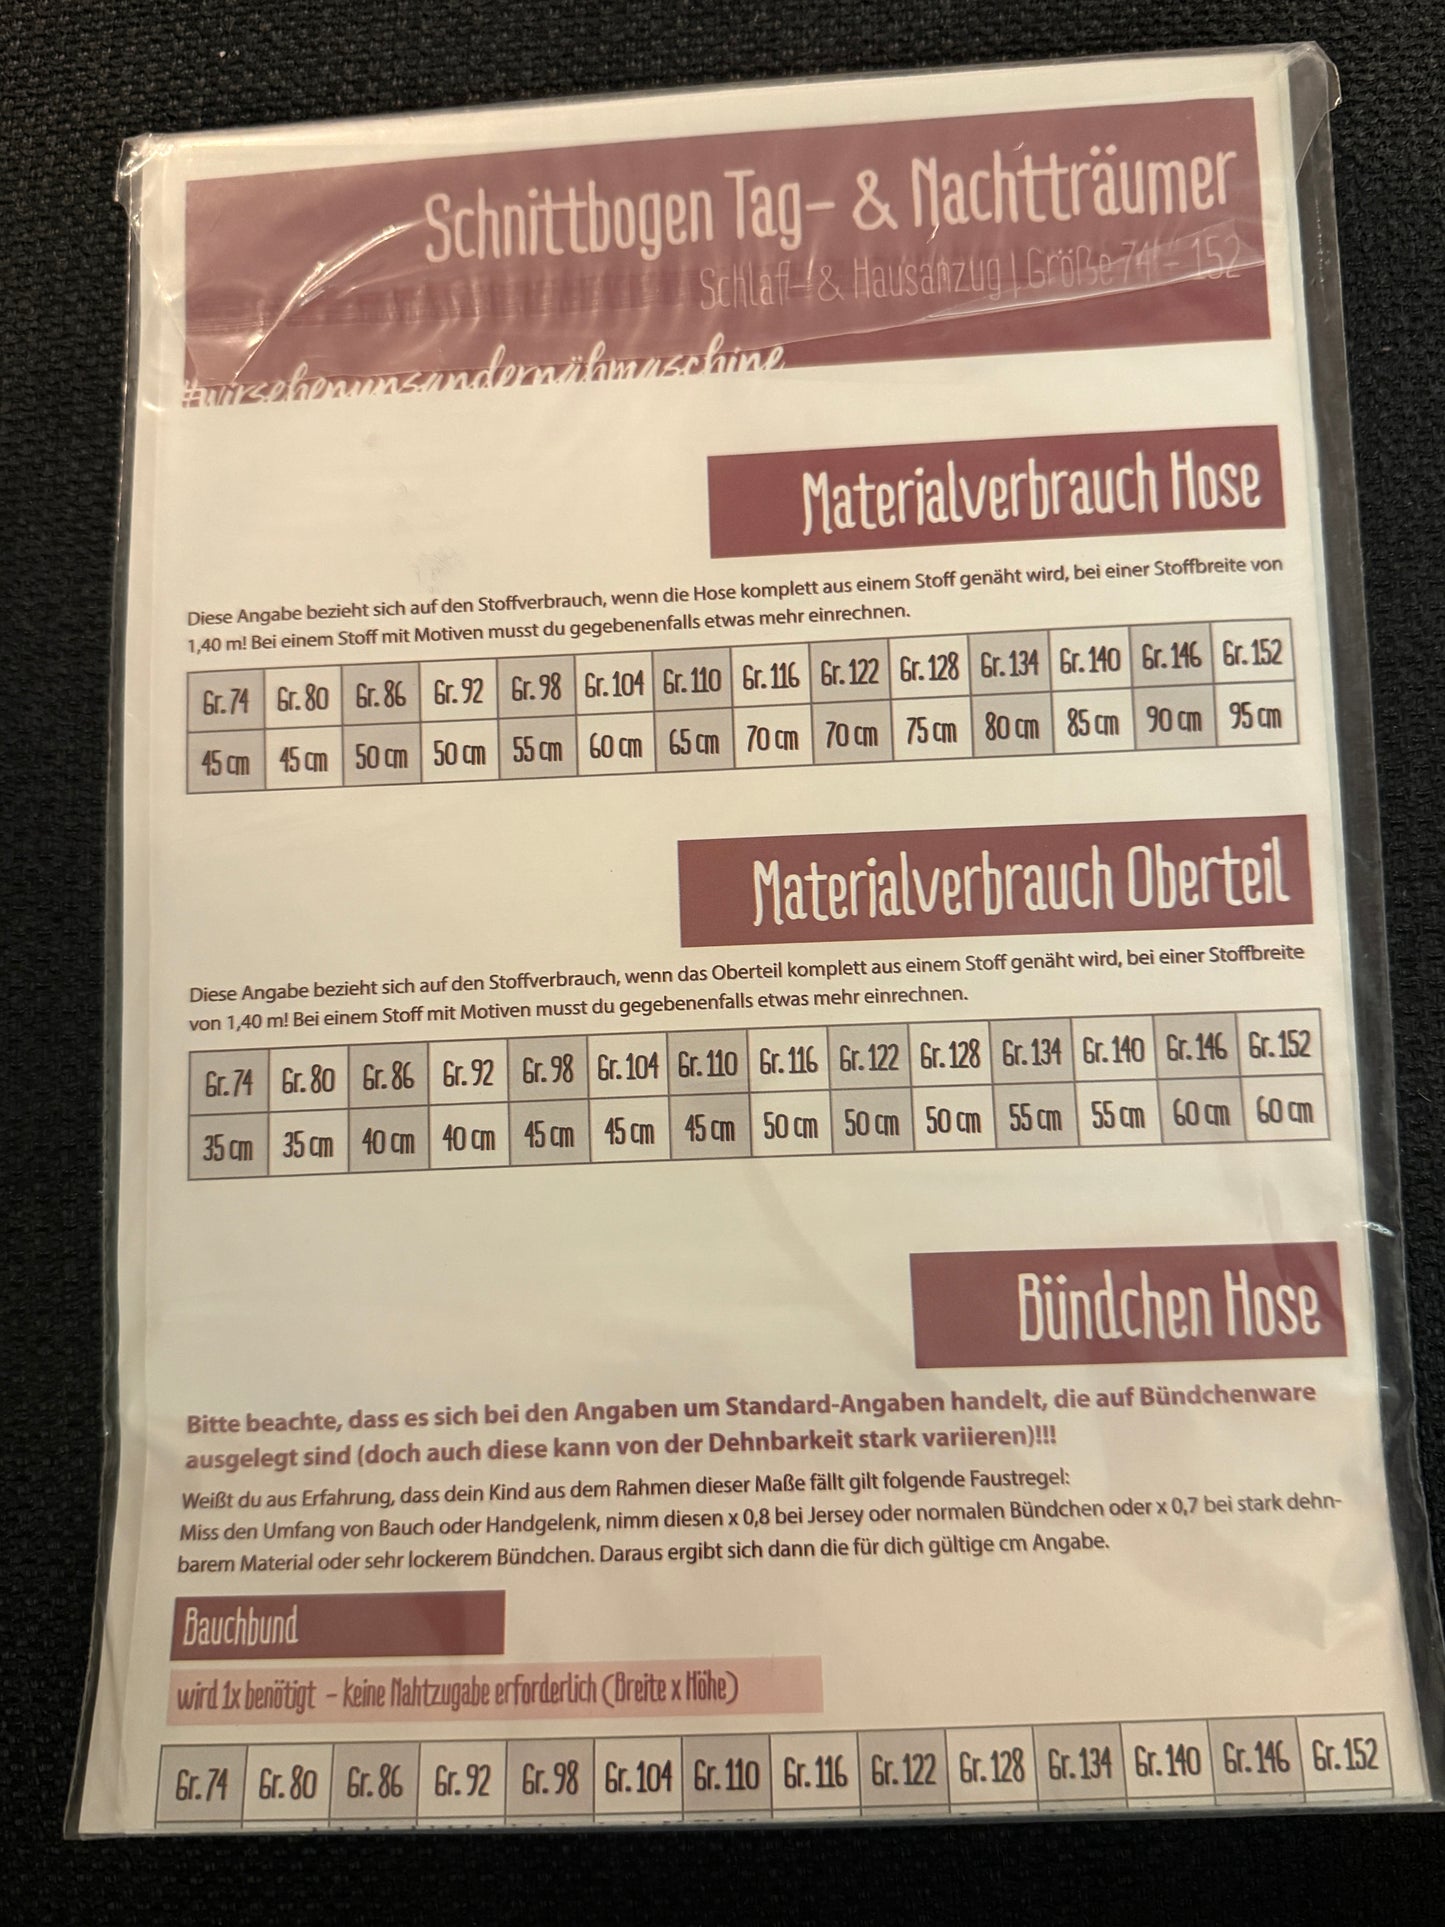 Schnittbogen Tag- & Nachtträumer
Schlaf- & Hausanzug | Größe 74 - 152
#wirsehenunsandernähmaschine
Materialverbrauch Hose
Diese Angabe bezieht sich auf den Stoffverbrauch, wenn die Hose komplett aus einem Stoff genäht wird, bei einer Stoffbreite von
1,40 m! Bei einem Stoff mit Motiven musst du gegebenenfalls etwas mehr einrechnen.
Gr. 74 Gr. 80 Gr. 86 Gr. 92 Gr. 98 Gr. 104 Gr. 110 Gr. 116 Gr. 122 Gr. 128 Gr. 134 Gr. 140 Gr. 146 Gr. 152
45 cm 45 cm 50 cm 50 cm 55 cm 60 cm 65 cm 70 cm 70 cm 75 cm 80 cm 85 cm 90 cm 95 cm
Materialverbrauch Oberteil
Diese Angabe bezieht sich auf den Stoffverbrauch, wenn das Oberteil komplett aus einem Stoff genäht wird, bei einer Stoffbreite
von 1,40 m! Bei einem Stoff mit Motiven musst du gegebenenfalls etwas mehr einrechnen.
Gr. 74 Gr. 80 Gr. 86 Gr. 92 Gr. 98 Gr. 104 Gr. 110 Gr. 116 Gr. 122 Gr. 128 Gr. 134 Gr. 140 Gr. 146 Gr. 152
35 cm 35 cm 40 cm 40 cm 45 cm 45 cm 45 cm 50 cm 50 cm 50 cm 55 cm 55 cm 60 cm 60 cm
Bündchen Hose
Bitte beachte, dass es sich bei den Angaben um Standard-Angaben handelt, die auf Bündchenware
ausgelegt sind (doch auch diese kann von der Dehnbarkeit stark variieren)!!!
Weißt du aus Erfahrung, dass dein Kind aus dem Rahmen dieser Maße fällt gilt folgende Faustregel:
Miss den Umfang von Bauch oder Handgelenk, nimm diesen x 0,8 bei Jersey oder normalen Bündchen oder x 0,7 bei stark dehn-
barem Material oder sehr lockerem Bündchen. Daraus ergibt sich dann die für dich gültige cm Angabe.
Bauchbund
wird 1x benötigt - keine Nahtzugabe erforderlich (Breite x Höhe)
Gr. 74 Gr. 80 Gr. 86 Gr. 92 Gr. 98 Gr. 104 Gr. 110 Gr. 116 Gr. 122 Gr. 128 Gr. 134 Gr. 140 Gr. 146 Gr. 152